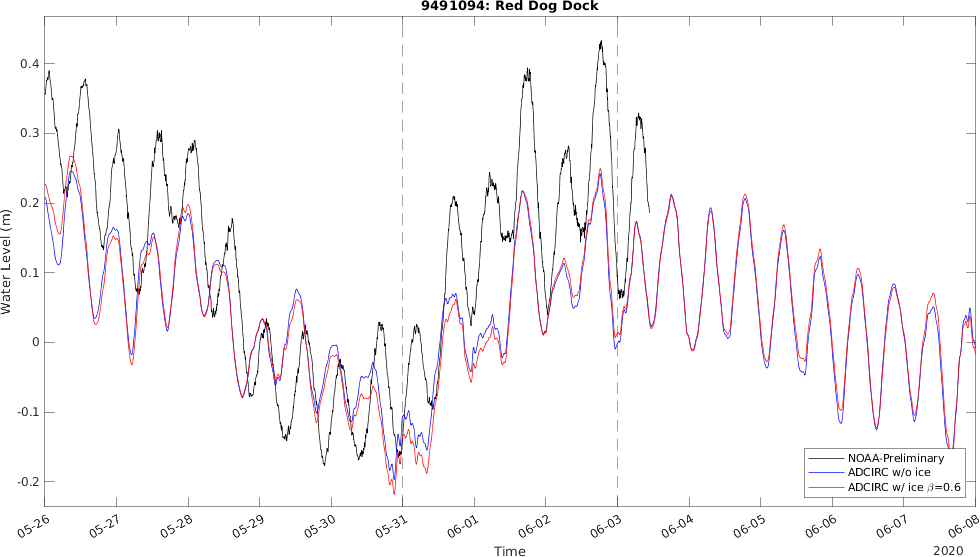 9491094: Red Dog Dock
Water Level (m)
0.4
0.3
0.2
0.1
0
-0.1
-0.2
NOAA-Preliminary
ADCIRC w/o ice
ADCIRC w/ ice β=0.6
05-26 05-27 05-28 05-29 05-30 05-31 06-01 06-02 06-03 06-04 06-05 06-06 06-07 06-08
Time
2020